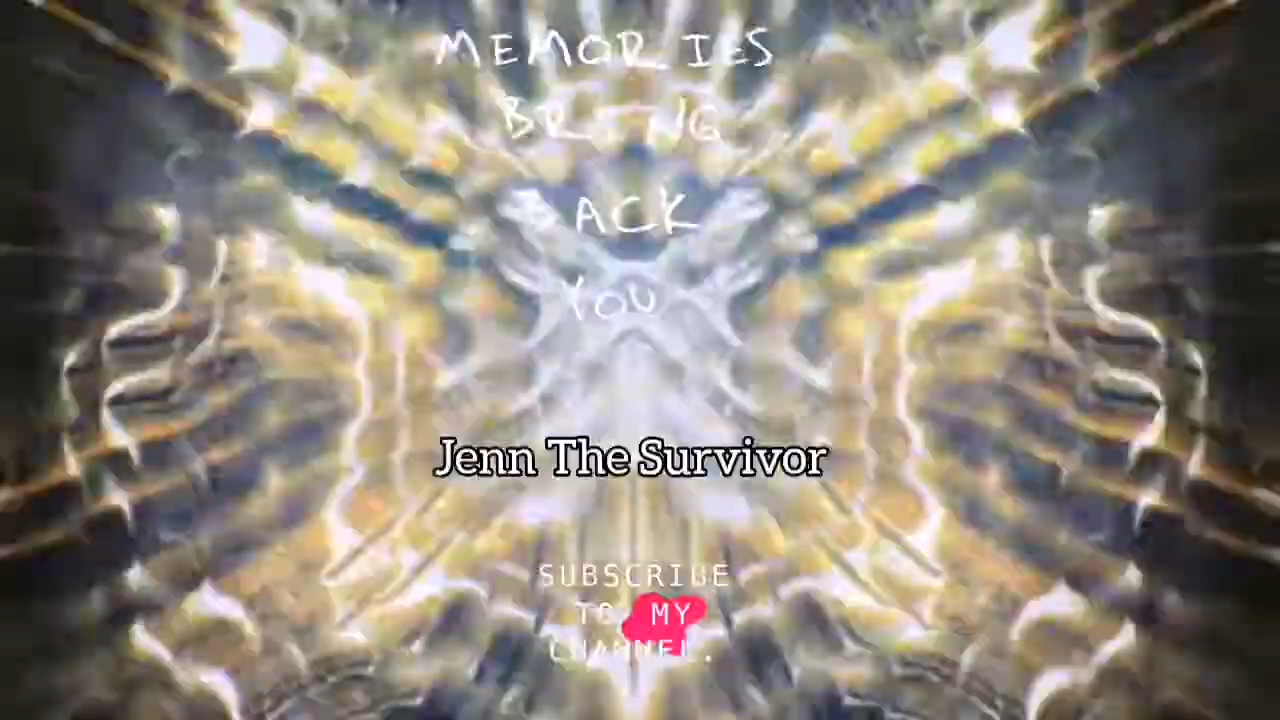 MEMORIES
BRING
BACK
YOU
Jenn The Survivor
SUBSCRIBE
TO MY
CHANNEL.